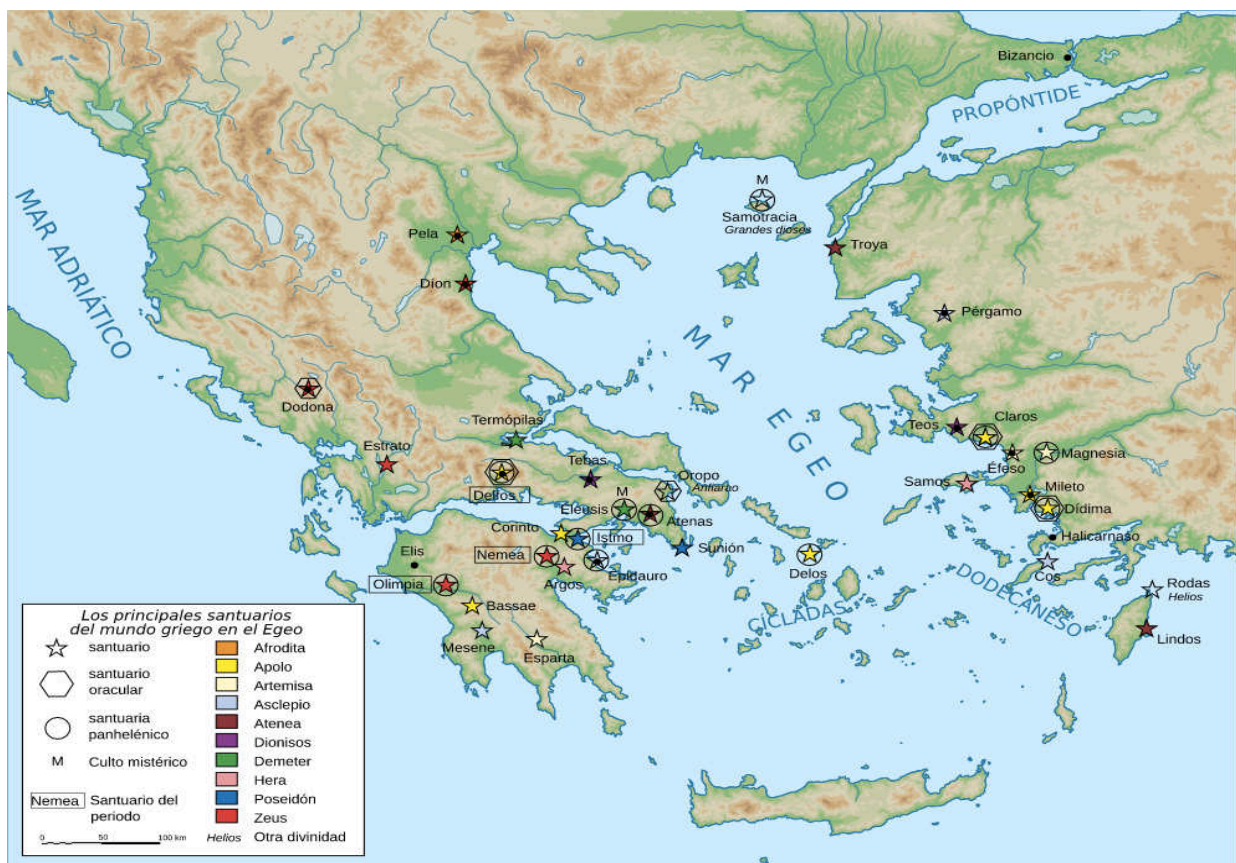 Bizancio
PROPÓNTIDE
MAR ADRIÁTICO
M
Samotracia
Grandes dioses
Pela
Troya
Díon
Pérgamo
MAR EGEO
Dodona
Termópilas
Teos
Claros
Estrato
Tebas
Éfeso
Magnesia
Oropo
Anfiarao
Samos
Mileto
Delfos
M
Eleusis
Dídima
Atenas
Corinto
Istmo
Halicarnaso
Elis
Nemea
Sunión
Epidauro
Delos
Cos
Argos
Olimpia
DODECANESO
Rodas
Helios
Bassae
CÍCLADAS
Lindos
Mesene
Esparta
Los principales santuarios
del mundo griego en el Egeo
santuario
santuario
oracular
santuaria
panhelénico
M Culto mistérico
Nemea Santuario del
periodo
0 50 100 km
Afrodita
Apolo
Artemisa
Asclepio
Atenea
Dionisos
Demeter
Hera
Poseidón
Zeus
Helios Otra divinidad